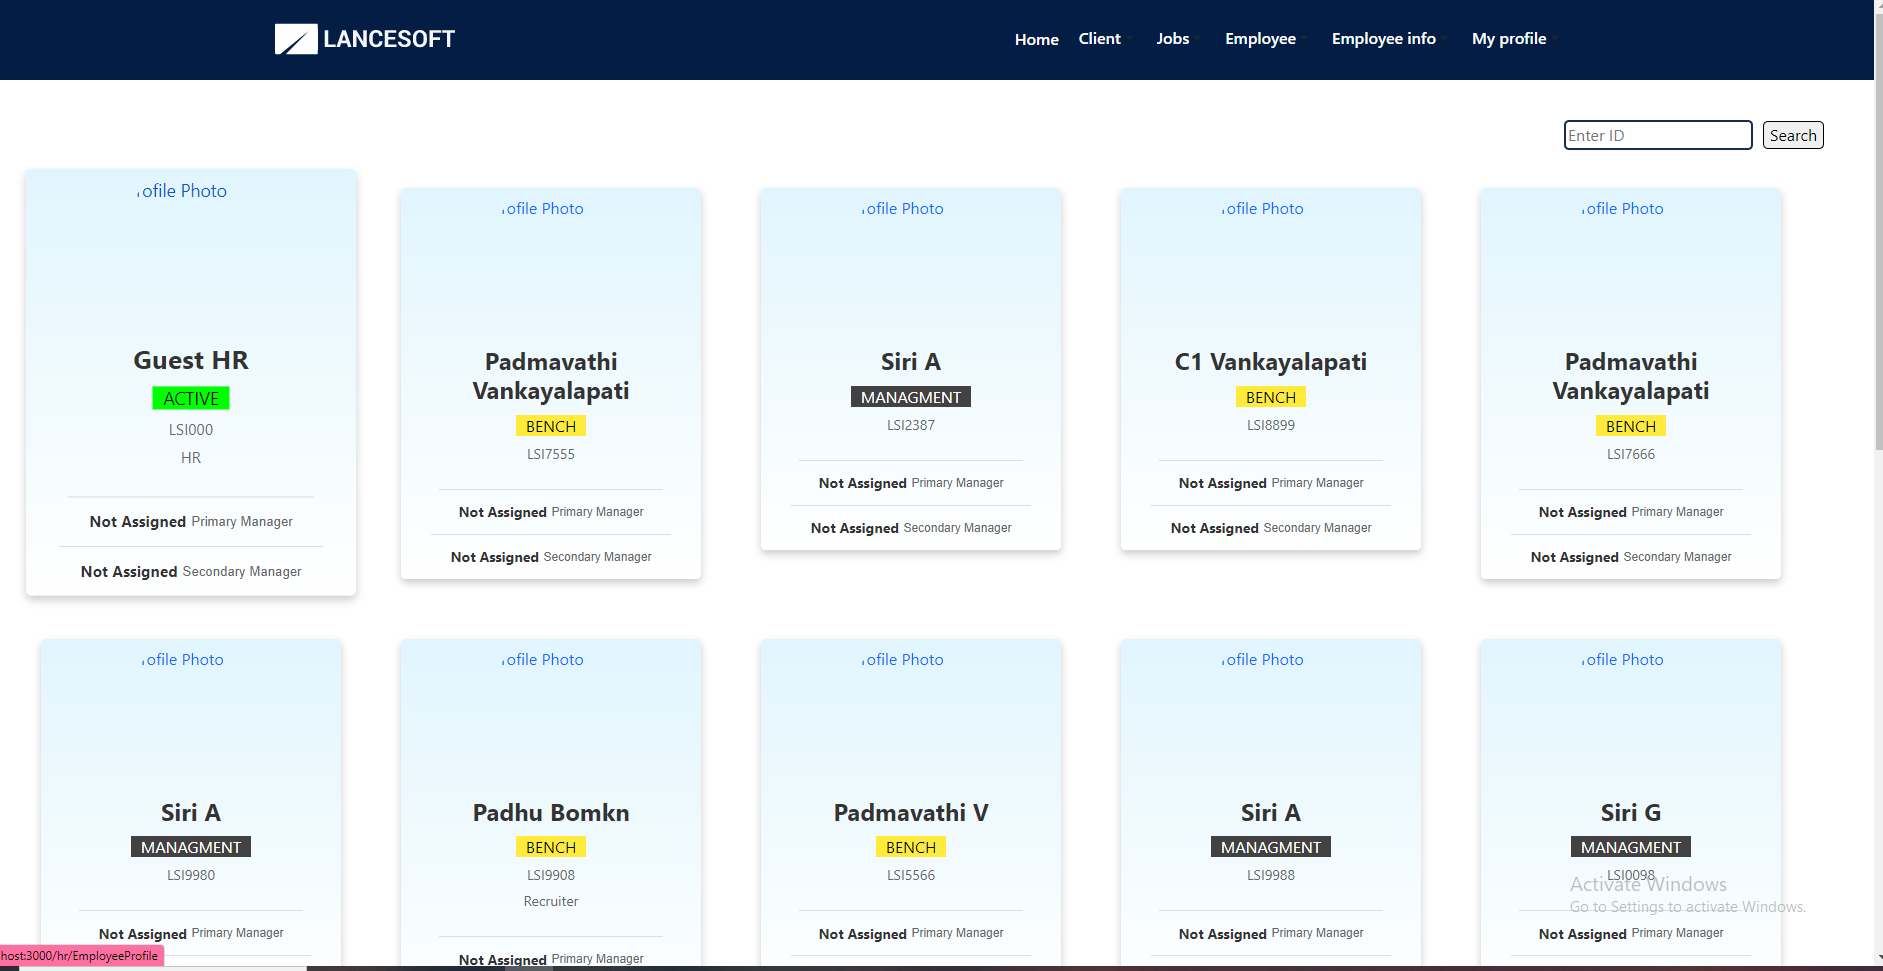 LANCESOFT
Home Client Jobs Employee Employee info My profile
Enter ID Search
ofile Photo
Guest HR
ACTIVE
LSI000
HR
Not Assigned Primary Manager
Not Assigned Secondary Manager
ofile Photo
Padmavathi
Vankayalapati
BENCH
LSI7555
Not Assigned Primary Manager
Not Assigned Secondary Manager
ofile Photo
Siri A
MANAGMENT
LSI2387
Not Assigned Primary Manager
Not Assigned Secondary Manager
ofile Photo
C1 Vankayalapati
BENCH
LSI8899
Not Assigned Primary Manager
Not Assigned Secondary Manager
ofile Photo
Padmavathi
Vankayalapati
BENCH
LSI7666
Not Assigned Primary Manager
Not Assigned Secondary Manager
ofile Photo
Siri A
MANAGMENT
LSI9980
Not Assigned Primary Manager
ofile Photo
Padhu Bomkn
BENCH
LSI9908
Recruiter
Not Assigned Primary Manager
ofile Photo
Padmavathi V
BENCH
LSI5566
Not Assigned Primary Manager
ofile Photo
Siri A
MANAGMENT
LSI9988
Not Assigned Primary Manager
ofile Photo
Siri G
MANAGMENT
LSI0098
Not Assigned Primary Manager
Activate Windows
Go to Settings to activate Windows.
host:3000/hr/EmployeeProfile